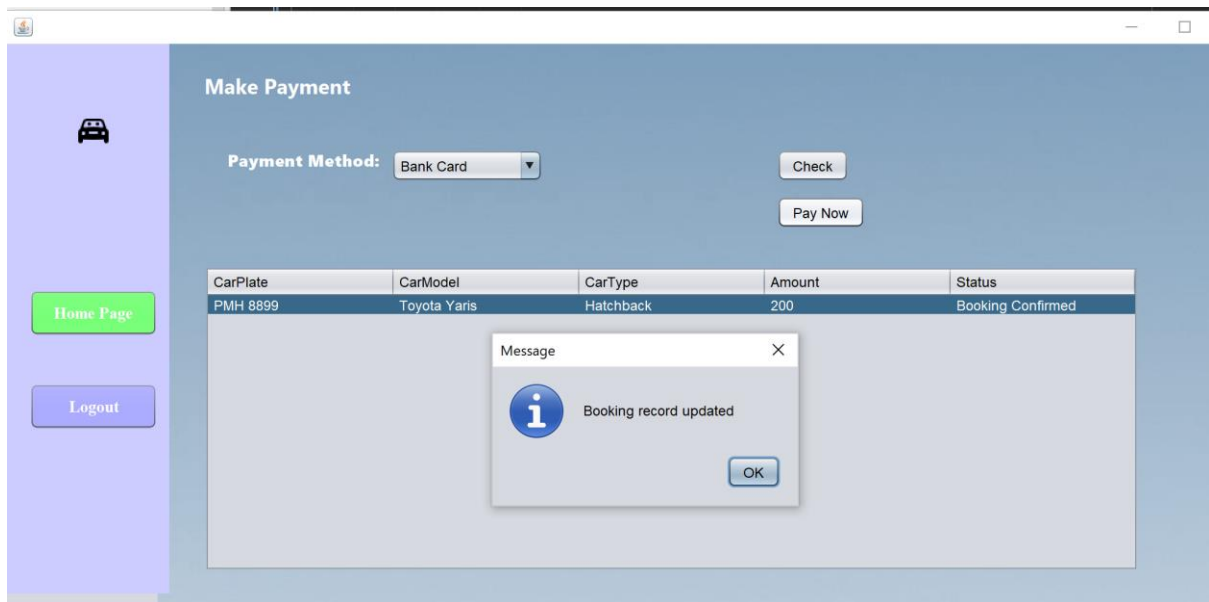 Make Payment
Payment Method: Bank Card Check
Pay Now
CarPlate CarModel CarType Amount Status
PMH 8899 Toyota Yaris Hatchback 200 Booking Confirmed
Home Page
Logout
Message
Booking record updated
OK